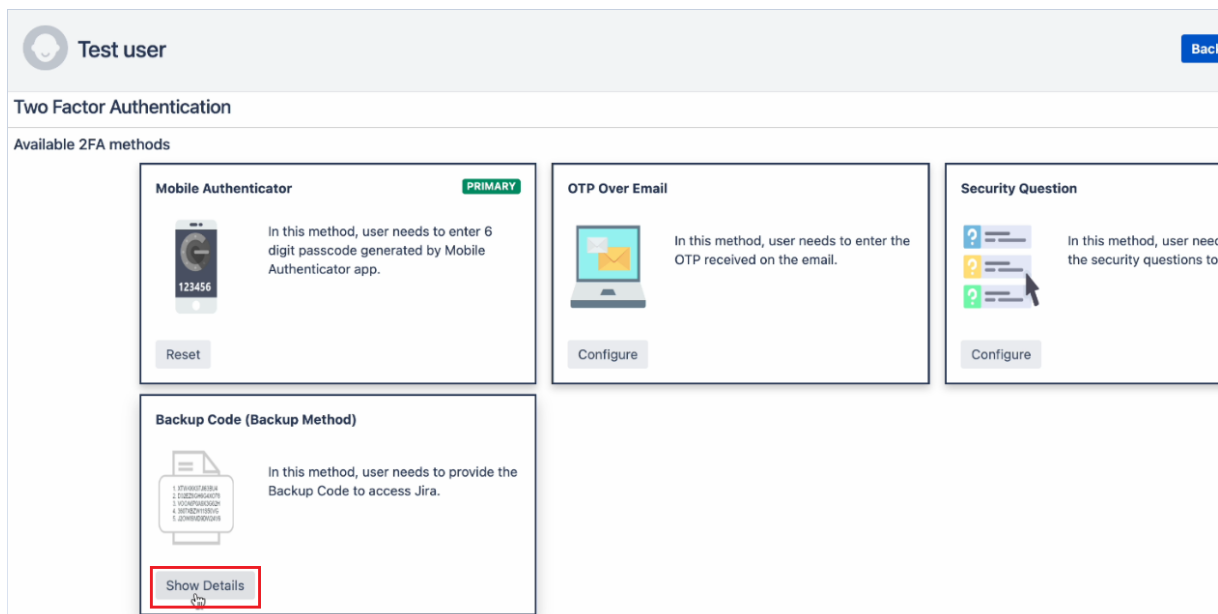 Test user
Back
Two Factor Authentication
Available 2FA methods
Mobile Authenticator
PRIMARY
123456
In this method, user needs to enter 6
digit passcode generated by Mobile
Authenticator app.
Reset
OTP Over Email
In this method, user needs to enter the
OTP received on the email.
Configure
Security Question
In this method, user need
the security questions to
Configure
Backup Code (Backup Method)
In this method, user needs to provide the
Backup Code to access Jira.
Show Details